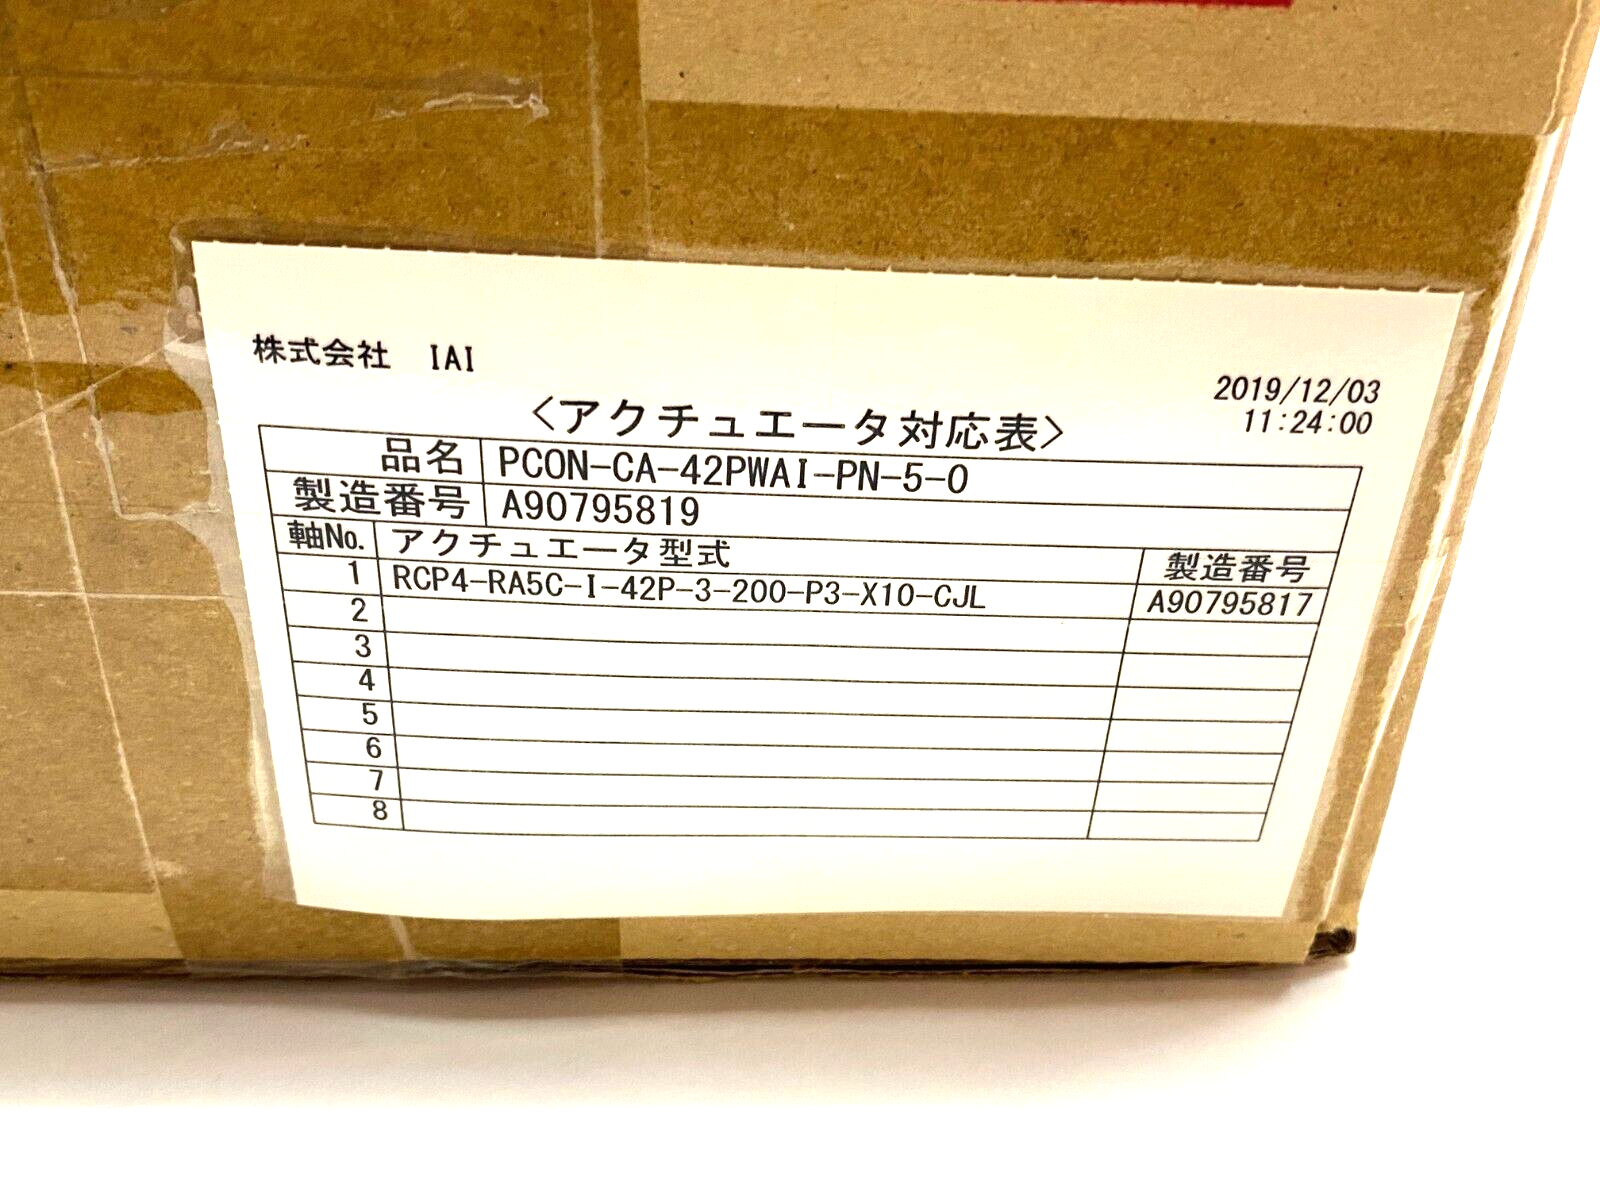 株式会社 IAI
2019/12/03
11:24:00
<アクチュエータ対応表>
品名 PCON-CA-42PWAI-PN-5-0
製造番号 A90795819
軸No. アクチュエータ型式 製造番号
1 RCP4-RA5C-I-42P-3-200-P3-X10-CJL A90795817
2
3
4
5
6
7
8